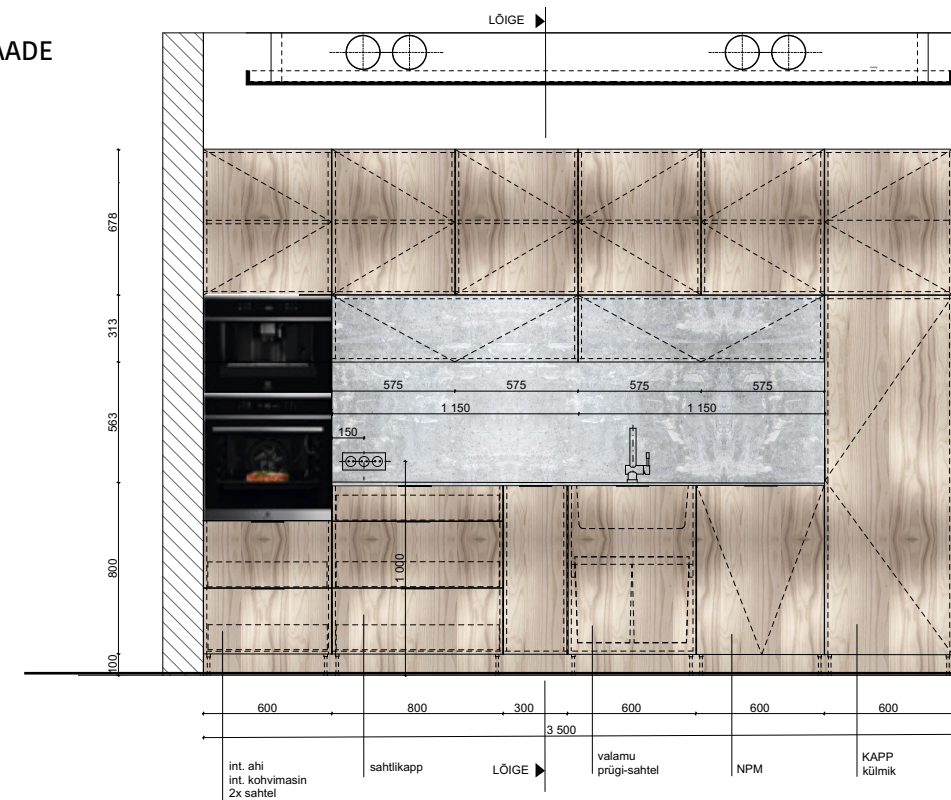 LÕIGE
AADE
678
313
563
800
100
575
575
575
575
1 150
1 150
150
1 000
600
800
300
600
600
600
3 500
int. ahi
int. kohvimasin
2x sahtel
sahtlikapp
LÕIGE
valamu
prügi-sahtel
NPM
KAPP
külmik